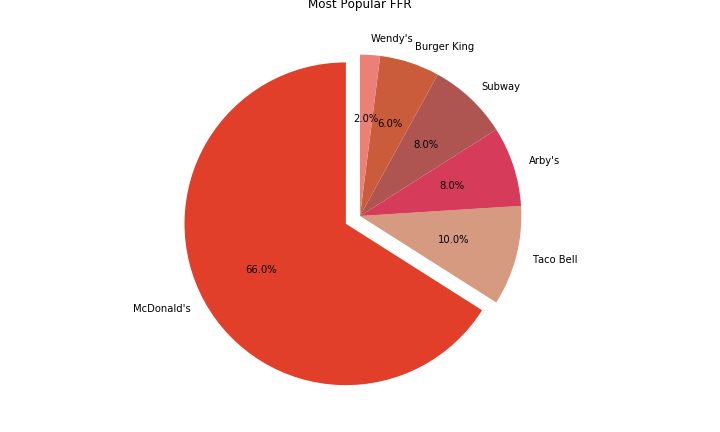 Most Popular FFR
Wendy's
Burger King
Subway
2.0%
6.0%
8.0%
Arby's
8.0%
10.0%
Taco Bell
66.0%
McDonald's